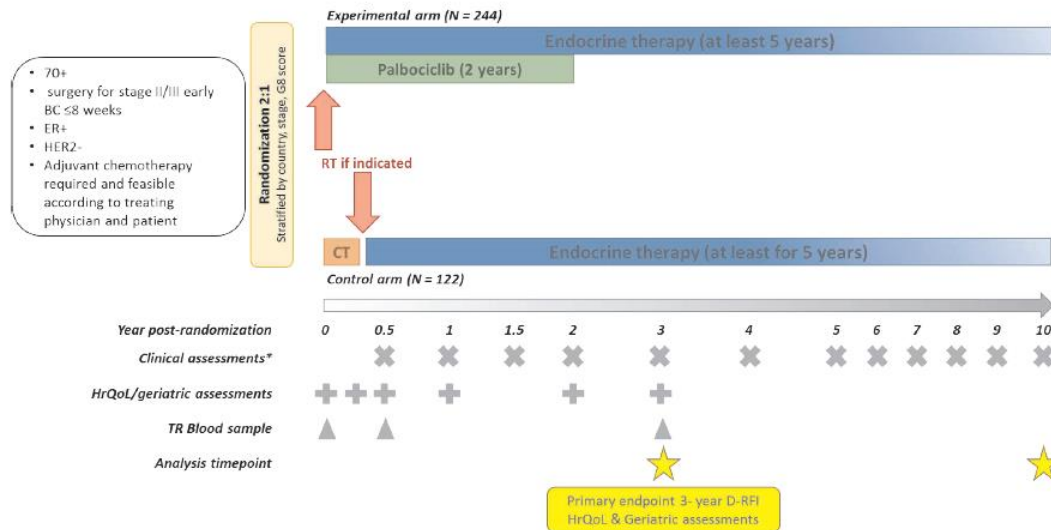 Experimental arm (N = 244)
Endocrine therapy (at least 5 years)
Palbociclib (2 years)
• 70+
• surgery for stage II/III early
BC ≤8 weeks
• ER+
• HER2-
• Adjuvant chemotherapy
required and feasible
according to treating
physician and patient
Randomization 2:1
Stratified by country, stage, G8 score
RT if indicated
CT
Endocrine therapy (at least for 5 years)
Control arm (N = 122)
Year post-randomization 0 0.5 1 1.5 2 3 4 5 6 7 8 9 10
Clinical assessments*
HrQoL/geriatric assessments
TR Blood sample
Analysis timepoint
Primary endpoint 3- year D-RFI
HrQoL & Geriatric assessments